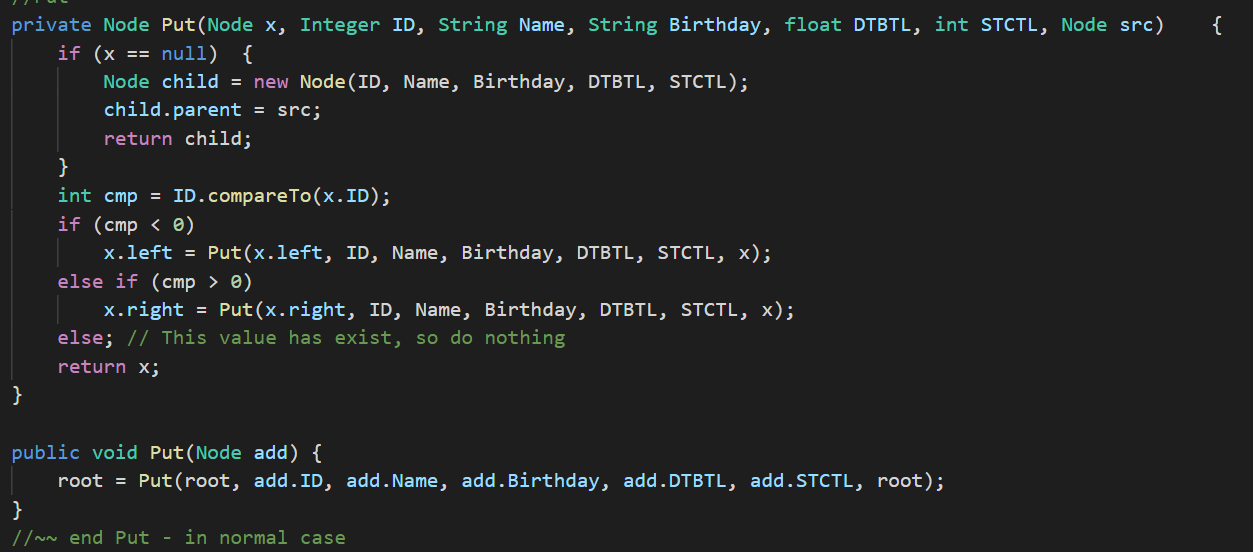 //Put
private Node Put(Node x, Integer ID, String Name, String Birthday, float DTBTL, int STCTL, Node src)    {
    if (x == null)  {
        Node child = new Node(ID, Name, Birthday, DTBTL, STCTL);
        child.parent = src;
        return child;
    }
    int cmp = ID.compareTo(x.ID);
    if (cmp < 0)
        x.left = Put(x.left, ID, Name, Birthday, DTBTL, STCTL, x);
    else if (cmp > 0)
        x.right = Put(x.right, ID, Name, Birthday, DTBTL, STCTL, x);
    else; // This value has exist, so do nothing
    return x;
}

public void Put(Node add) {
    root = Put(root, add.ID, add.Name, add.Birthday, add.DTBTL, add.STCTL, root);
}
//~~ end Put - in normal case